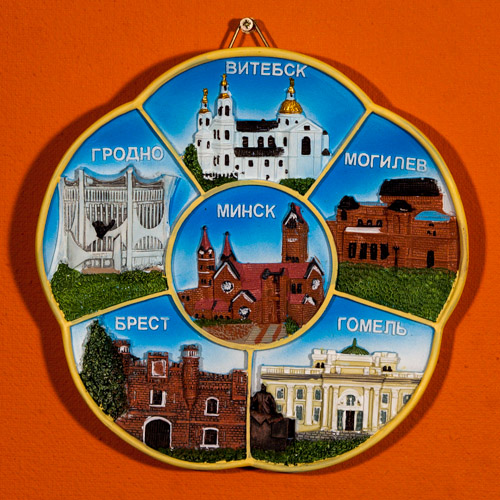 ВИТЕБСК
ГРОДНО
МОГИЛЕВ
МИНСК
БРЕСТ
ГОМЕЛЬ